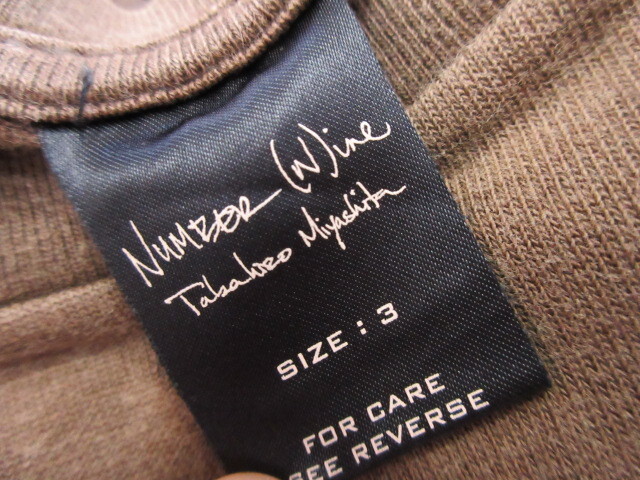 NUMBER (N)ine
Takahiro Miyashita
SIZE : 3
FOR CARE
SEE REVERSE